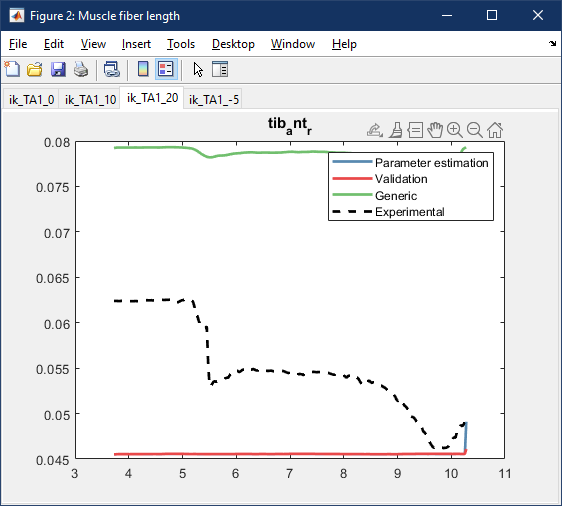 Figure 2: Muscle fiber length
File Edit View Insert Tools Desktop Window Help
ik_TA1_0 ik_TA1_10 ik_TA1_20 ik_TA1_-5
tib_ant_r
0.08
0.075
0.07
0.065
0.06
0.055
0.05
0.045
Parameter estimation
Validation
Generic
Experimental
3 4 5 6 7 8 9 10 11